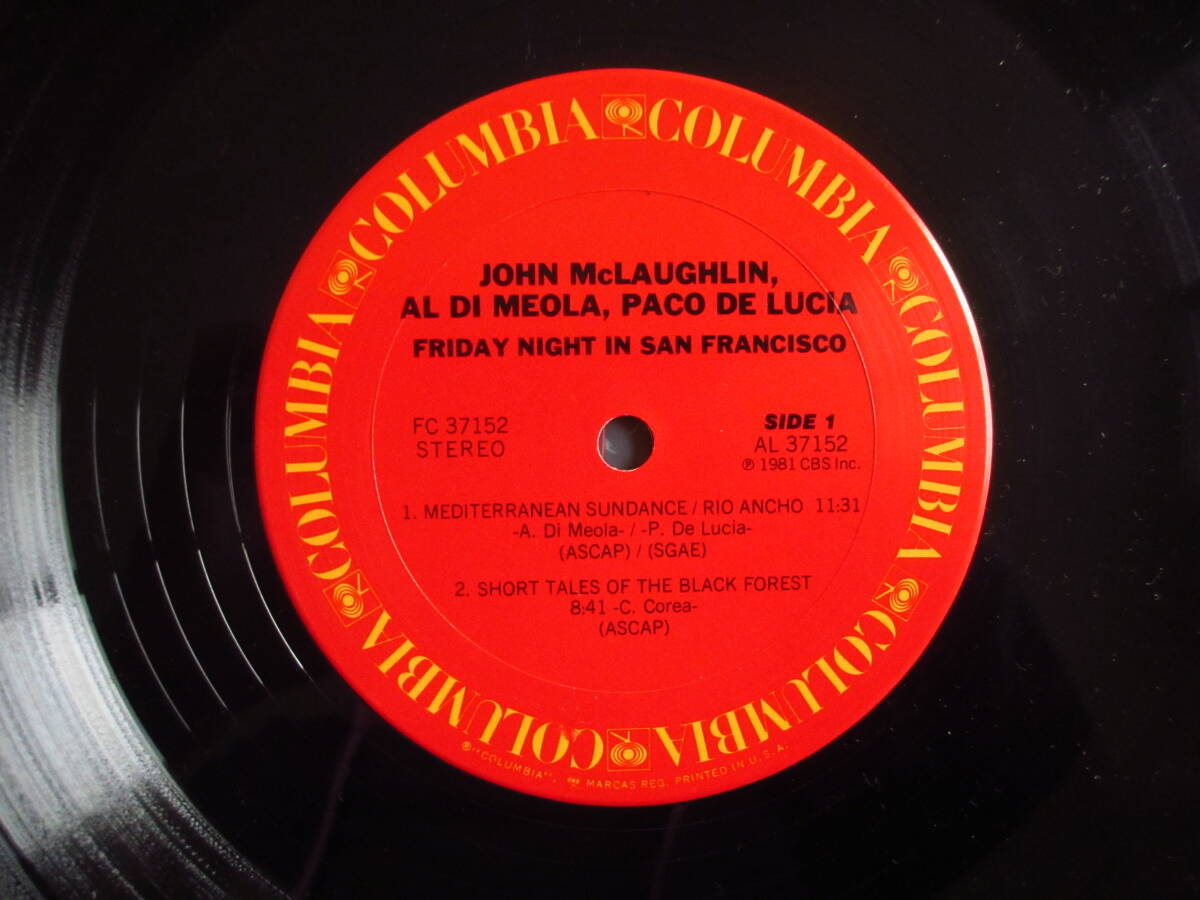 COLUMBIA COLUMBIA COLUMBIA COLUMBIA COLUMBIA COLUMBIA COLUMBIA
JOHN McLAUGHLIN,
AL DI MEOLA, PACO DE LUCIA
FRIDAY NIGHT IN SAN FRANCISCO
FC 37152
STEREO
SIDE 1
AL 37152
℗ 1981 CBS Inc.
1. MEDITERRANEAN SUNDANCE / RIO ANCHO 11:31
-A. Di Meola- / -P. De Lucia-
(ASCAP) / (SGAE)
2. SHORT TALES OF THE BLACK FOREST
8:41 -C. Corea-
(ASCAP)
®"COLUMBIA", MARCAS REG. PRINTED IN U.S.A.